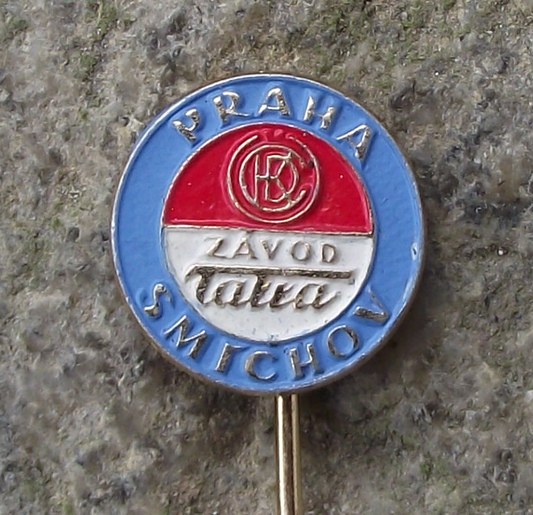 PRAHA
ČKD
ZÁVOD
Tatra
SMÍCHOV